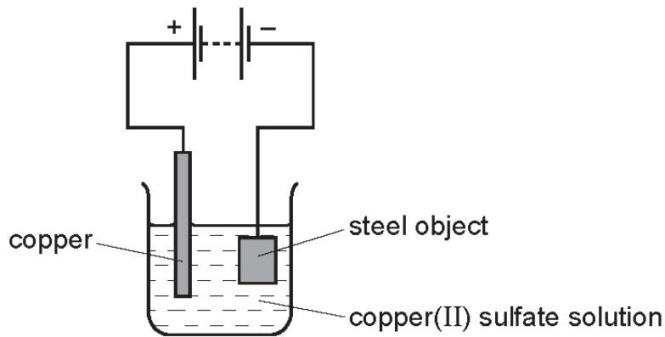 + −
copper
steel object
copper(II) sulfate solution